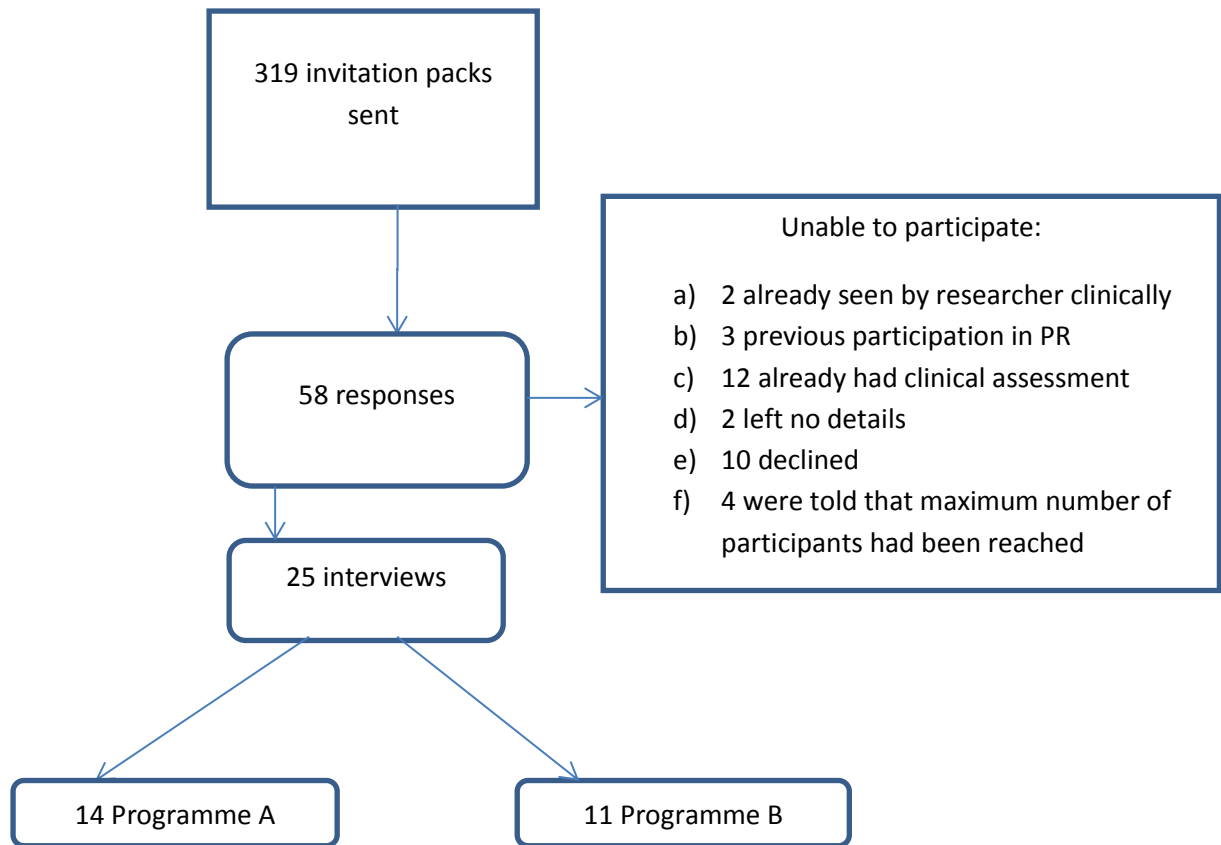 319 invitation packs
sent
Unable to participate:
a) 2 already seen by researcher clinically
b) 3 previous participation in PR
c) 12 already had clinical assessment
d) 2 left no details
e) 10 declined
f) 4 were told that maximum number of
participants had been reached
58 responses
25 interviews
14 Programme A
11 Programme B